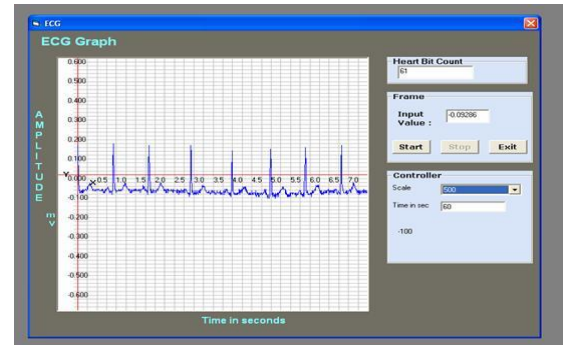 ECG
ECG Graph
AMPLITUDE mv
0.600
0.500
0.400
0.300
0.200
0.100
Y0.000
-0.100
-0.200
-0.300
-0.400
-0.500
-0.600
X
0.5 1.0 1.5 2.0 2.5 3.0 3.5 4.0 4.5 5.0 5.5 6.0 6.5 7.0
Time in seconds
Heart Bit Count
61
Frame
Input Value : -0.09286
Start Stop Exit
Controller
Scale 500
Time in sec 60
-100